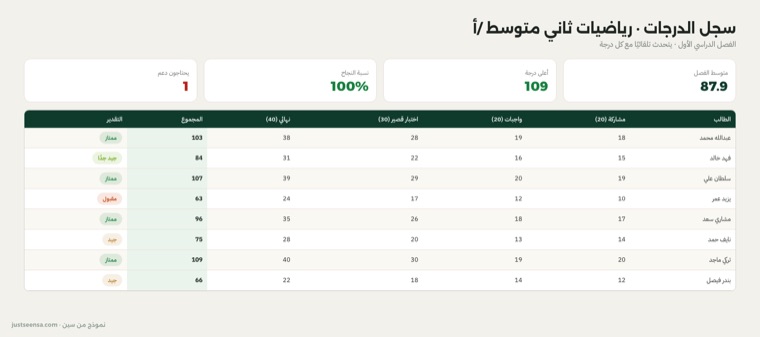 سجل الدرجات · رياضيات ثاني متوسط /أ
الفصل الدراسي الأول · يتحدث تلقائيًا مع كل درجة
متوسط الفصل
87.9
أعلى درجة
109
نسبة النجاح
100%
يحتاجون دعم
1
الطالب مشاركة (20) واجبات (20) اختبار قصير (30) نهائي (40) المجموع التقدير
عبدالله محمد 18 19 28 38 103 ممتاز
فهد خالد 15 16 22 31 84 جيد جدًا
سلطان علي 19 20 29 39 107 ممتاز
يزيد عمر 10 12 17 24 63 مقبول
مشاري سعد 17 18 26 35 96 ممتاز
نايف حمد 14 13 20 28 75 جيد
تركي ماجد 20 19 30 40 109 ممتاز
بندر فيصل 12 14 18 22 66 جيد
نموذج من سين · justseensa.com